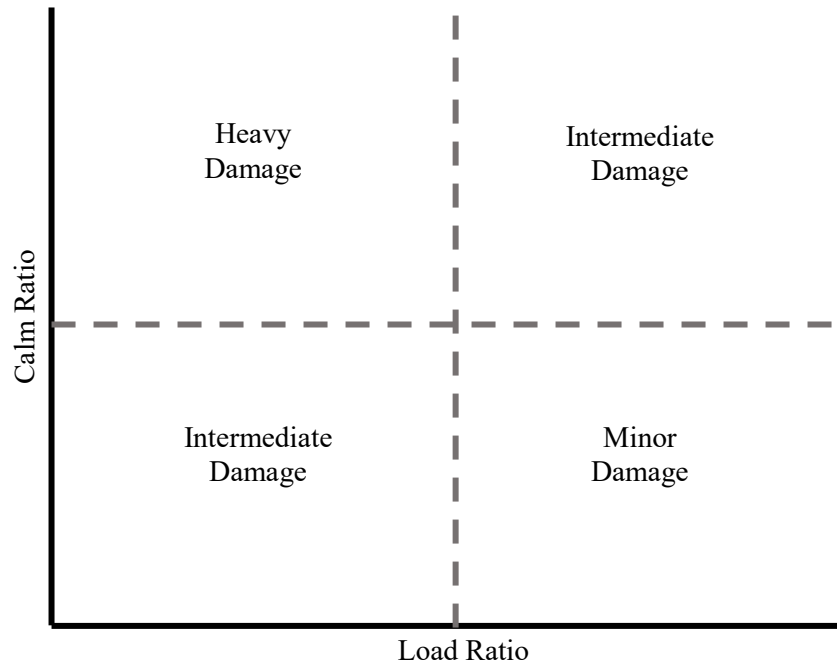 Heavy
Damage
Intermediate
Damage
Calm Ratio
Intermediate
Damage
Minor
Damage
Load Ratio